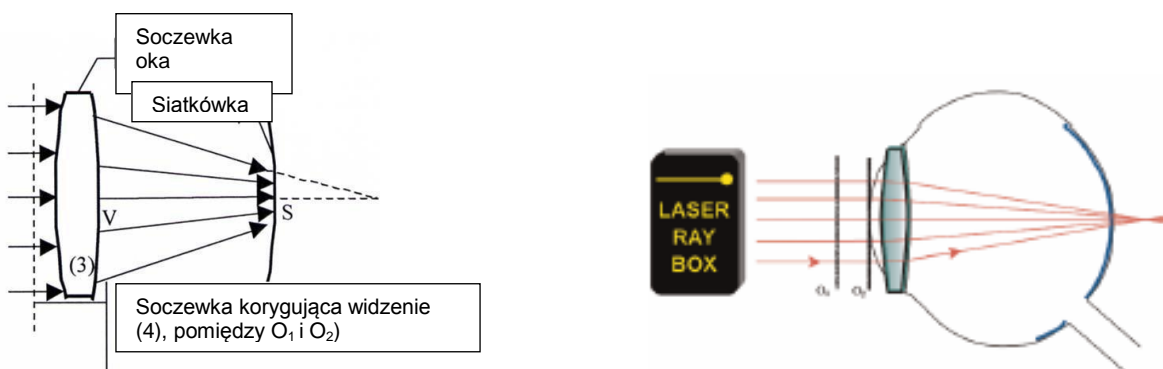 Soczewka
oka
Siatkówka
V
S
(3)
Soczewka korygująca widzenie
(4), pomiędzy O₁ i O₂)
LASER
RAY
BOX